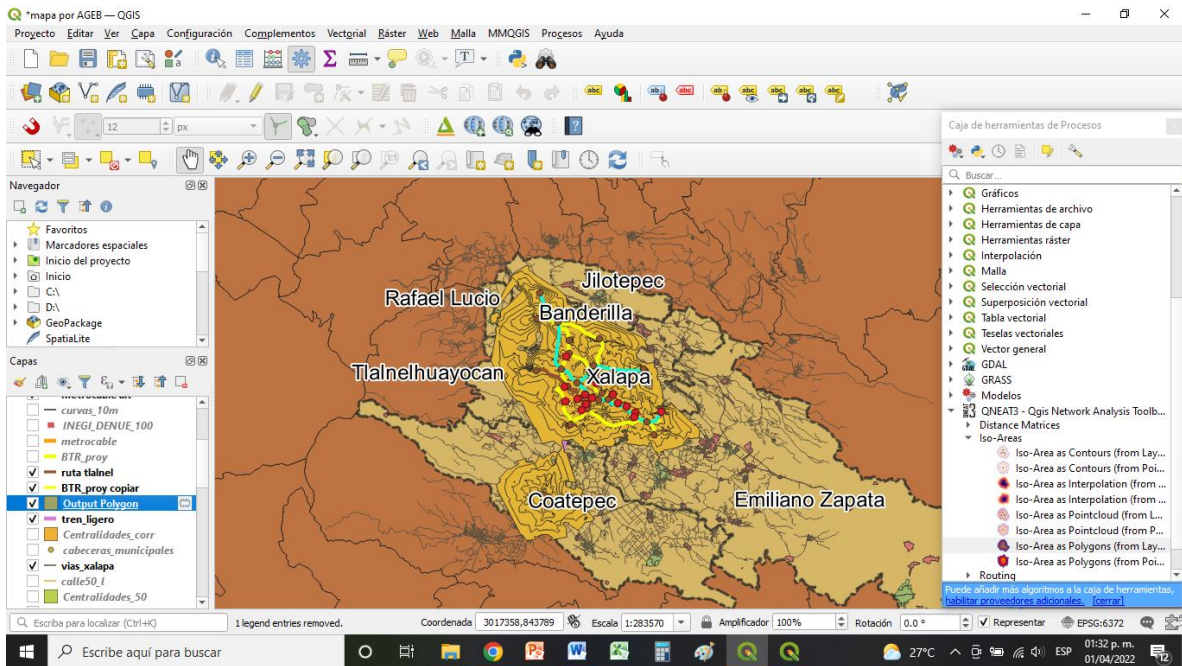 *mapa por AGEB — QGIS
Proyecto Editar Ver Capa Configuración Complementos Vectorial Ráster Web Malla MMQGIS Procesos Ayuda
12 px
Navegador
Favoritos
Marcadores espaciales
Inicio del proyecto
Inicio
C:\
D:\
GeoPackage
SpatiaLite
Capas
curvas_10m
INEGI_DENUE_100
metrocable
BTR_proy
ruta tlalnel
BTR_proy copiar
Output Polygon
tren_ligero
Centralidades_corr
cabeceras_municipales
vias_xalapa
calle50_l
Centralidades_50
Jilotepec
Rafael Lucio
Banderilla
Tlalnelhuayocan
Xalapa
Coatepec
Emiliano Zapata
Caja de herramientas de Procesos
Buscar...
Gráficos
Herramientas de archivo
Herramientas de capa
Herramientas ráster
Interpolación
Malla
Selección vectorial
Superposición vectorial
Tabla vectorial
Teselas vectoriales
Vector general
GDAL
GRASS
Modelos
QNEAT3 - Qgis Network Analysis Toolb...
Distance Matrices
Iso-Areas
Iso-Area as Contours (from Lay...
Iso-Area as Contours (from Poi...
Iso-Area as Interpolation (from ...
Iso-Area as Interpolation (from ...
Iso-Area as Pointcloud (from L...
Iso-Area as Pointcloud (from P...
Iso-Area as Polygons (from Lay...
Iso-Area as Polygons (from Poi...
Routing
Puede añadir más algoritmos a la caja de herramientas,
habilitar proveedores adicionales. [cerrar]
Escriba para localizar (Ctrl+K) 1 legend entries removed. Coordenada 3017358,843789 Escala 1:283570 Amplificador 100% Rotación 0.0 ° Representar EPSG:6372
Escribe aquí para buscar 27°C ESP 01:32 p. m.
01/04/2022
12